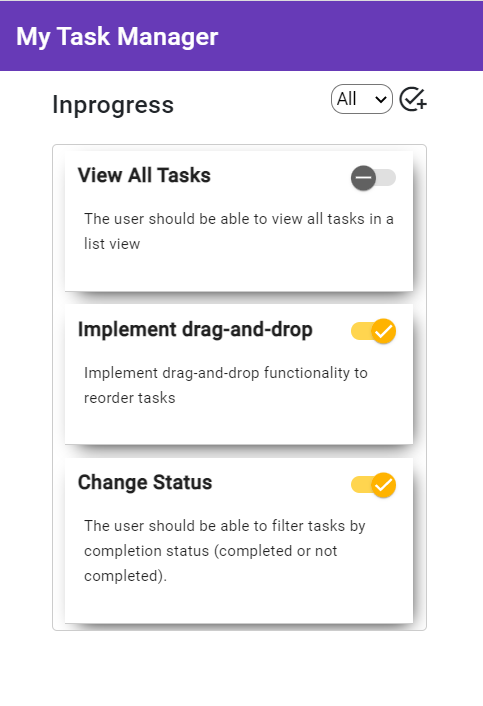 My Task Manager
Inprogress
All
View All Tasks
The user should be able to view all tasks in a
list view
Implement drag-and-drop
Implement drag-and-drop functionality to
reorder tasks
Change Status
The user should be able to filter tasks by
completion status (completed or not
completed).